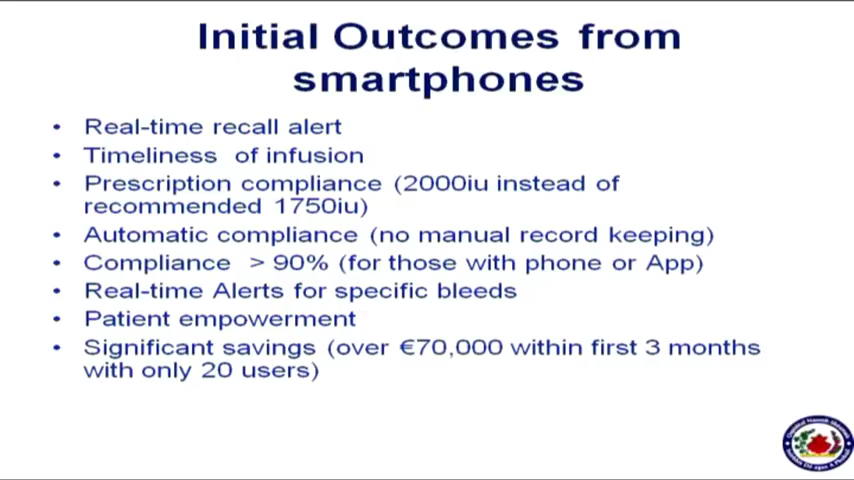 Initial Outcomes from
smartphones
• Real-time recall alert
• Timeliness of infusion
• Prescription compliance (2000iu instead of
recommended 1750iu)
• Automatic compliance (no manual record keeping)
• Compliance > 90% (for those with phone or App)
• Real-time Alerts for specific bleeds
• Patient empowerment
• Significant savings (over €70,000 within first 3 months
with only 20 users)